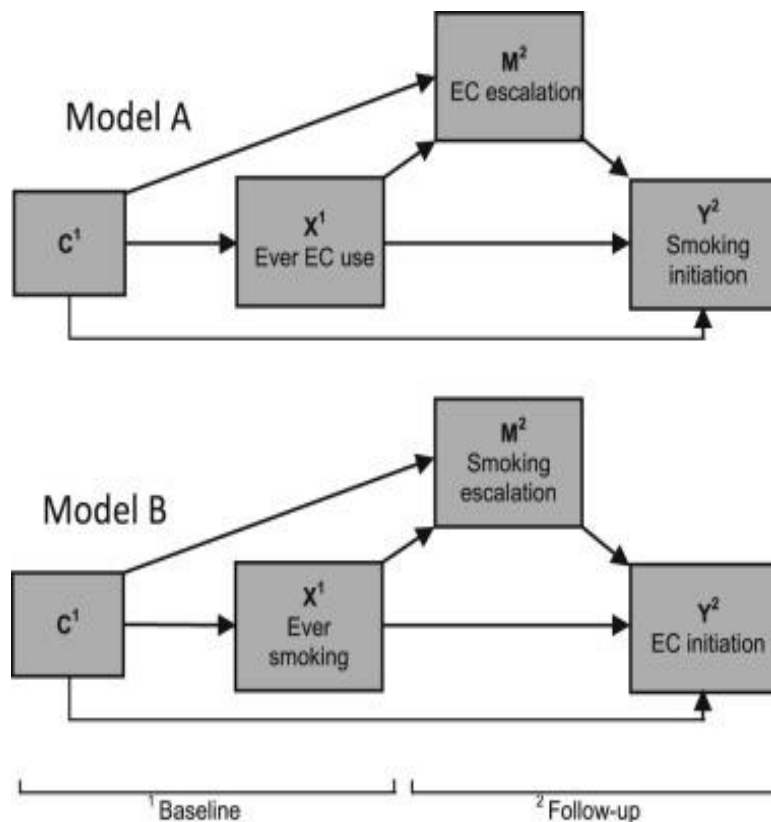 M²
EC escalation
Model A
C¹
X¹
Ever EC use
Y²
Smoking
initiation
M²
Smoking
escalation
Model B
C¹
X¹
Ever
smoking
Y²
EC initiation
¹ Baseline
² Follow-up